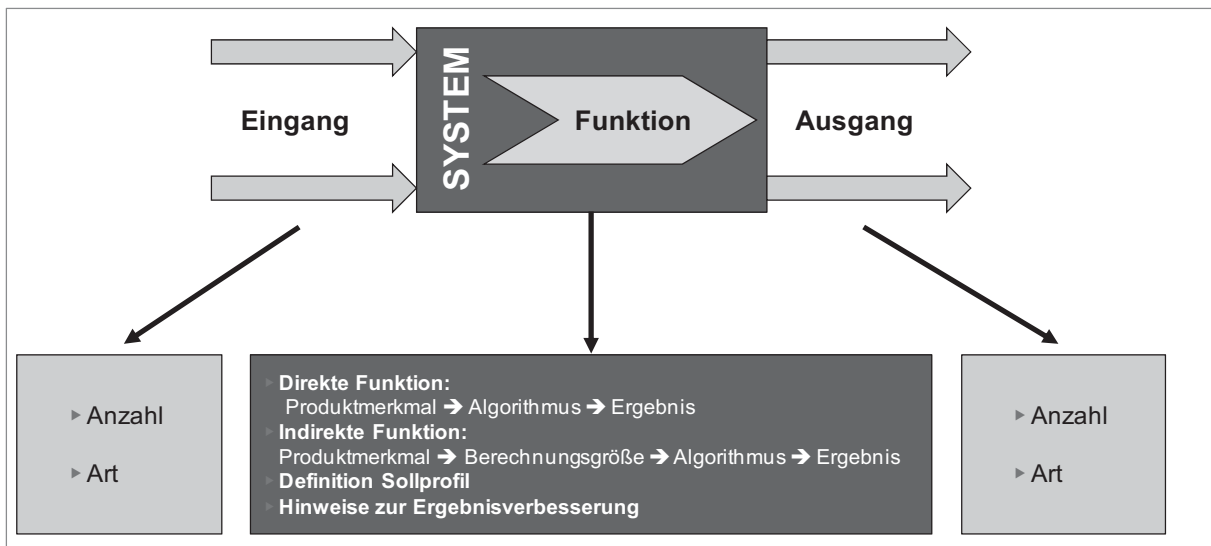 Eingang
SYSTEM
Funktion
Ausgang
▸ Anzahl
▸ Art
▸ Direkte Funktion:
Produktmerkmal ➔ Algorithmus ➔ Ergebnis
▸ Indirekte Funktion:
Produktmerkmal ➔ Berechnungsgröße ➔ Algorithmus ➔ Ergebnis
▸ Definition Sollprofil
▸ Hinweise zur Ergebnisverbesserung
▸ Anzahl
▸ Art